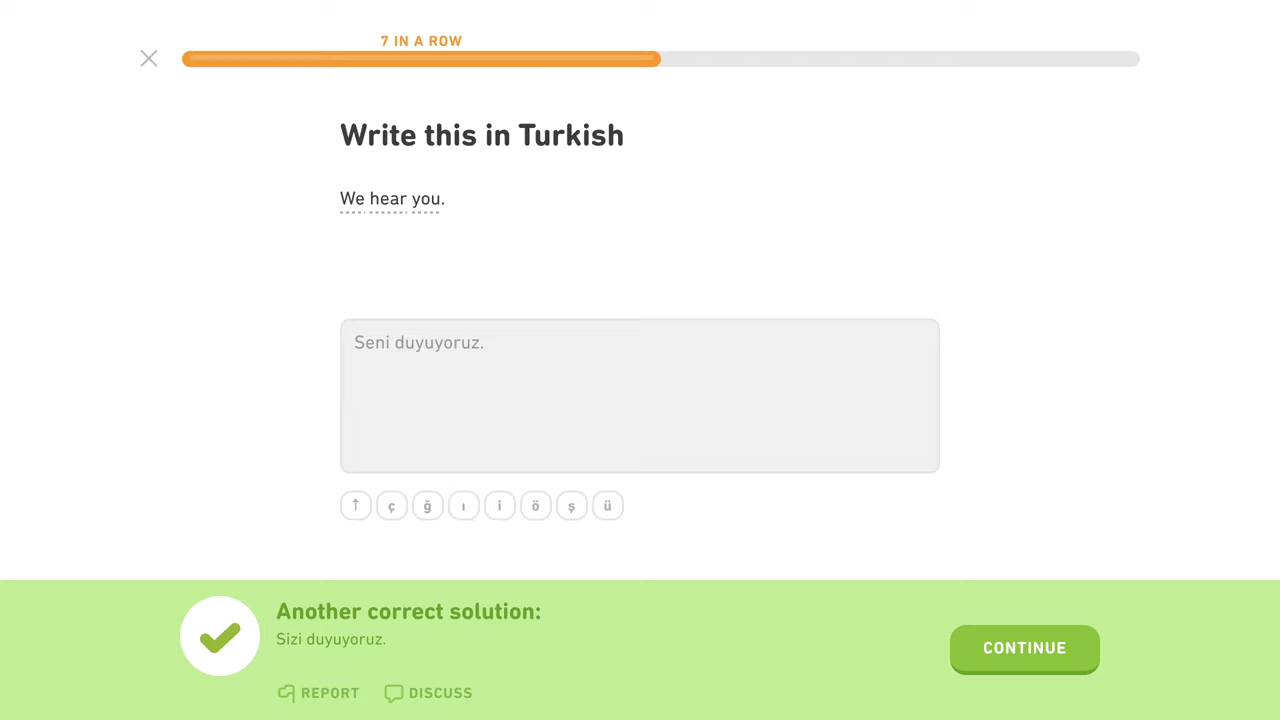 7 IN A ROW
Write this in Turkish
We hear you.
Seni duyuyoruz.
↑ ç ğ ı i ö ş ü
Another correct solution:
Sizi duyuyoruz.
CONTINUE
REPORT DISCUSS